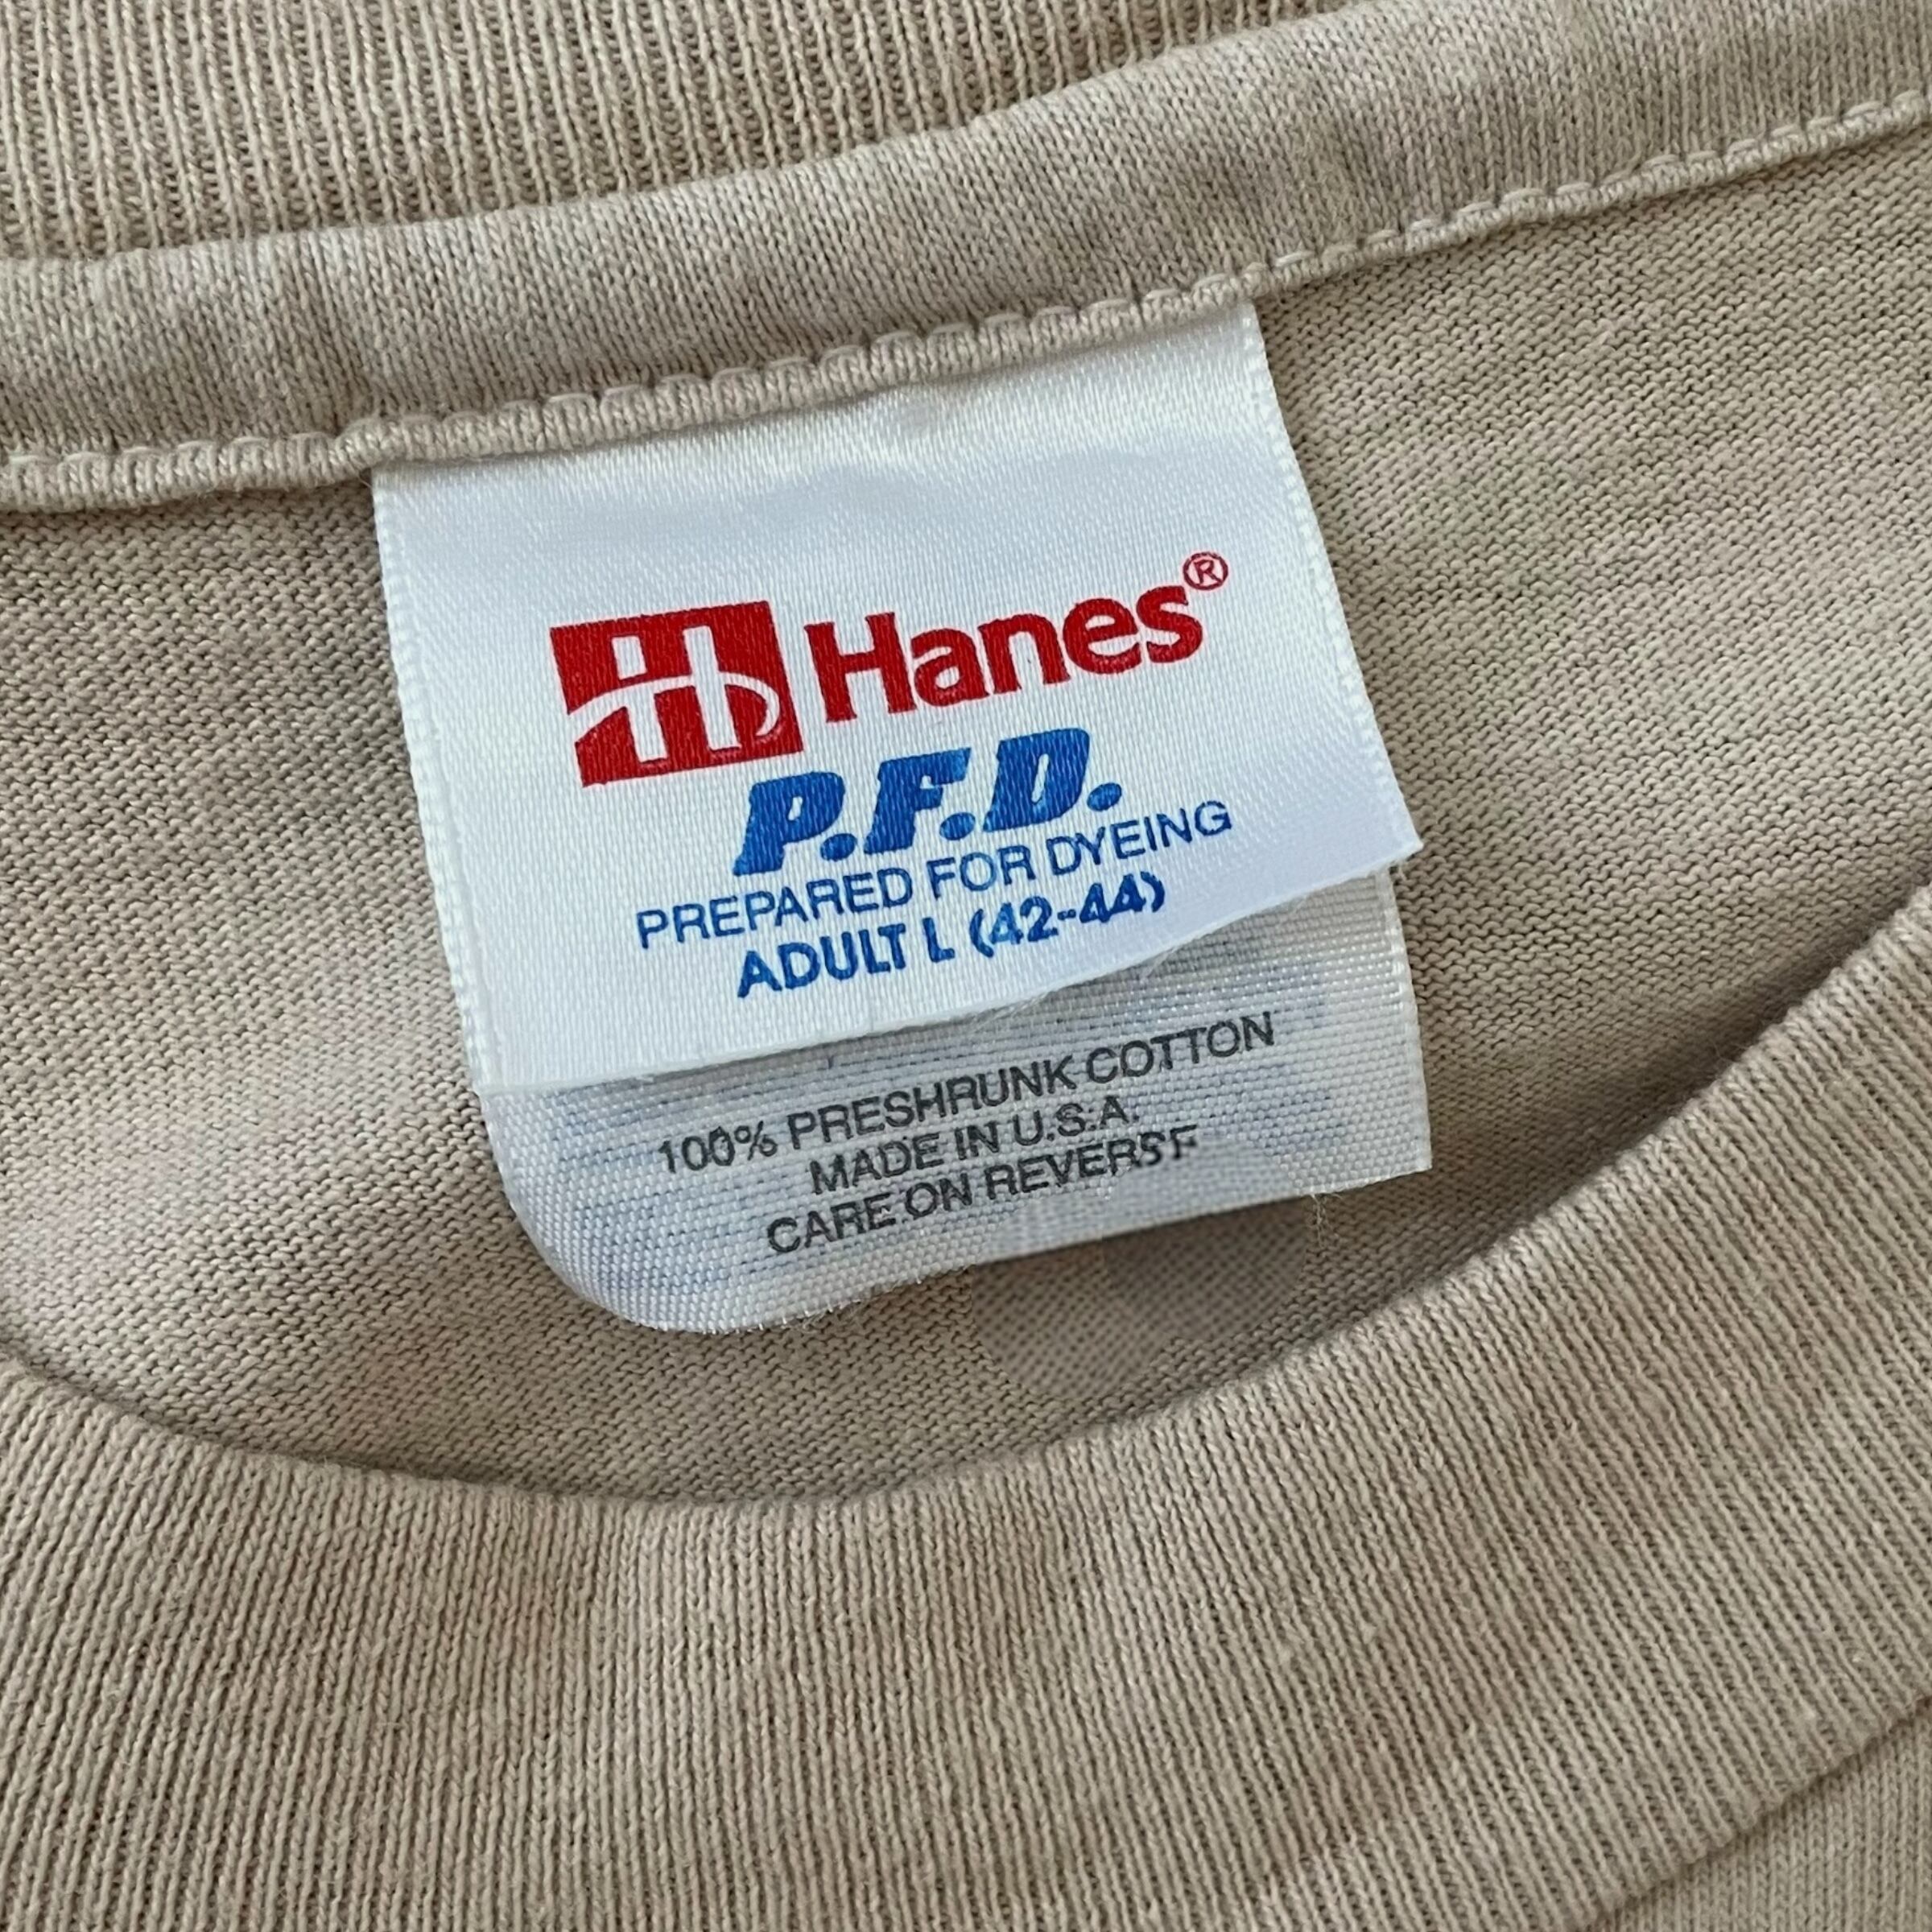 Hanes®
P.F.D.
PREPARED FOR DYEING
ADULT L (42-44)
100% PRESHRUNK COTTON
MADE IN U.S.A.
CARE ON REVERSE